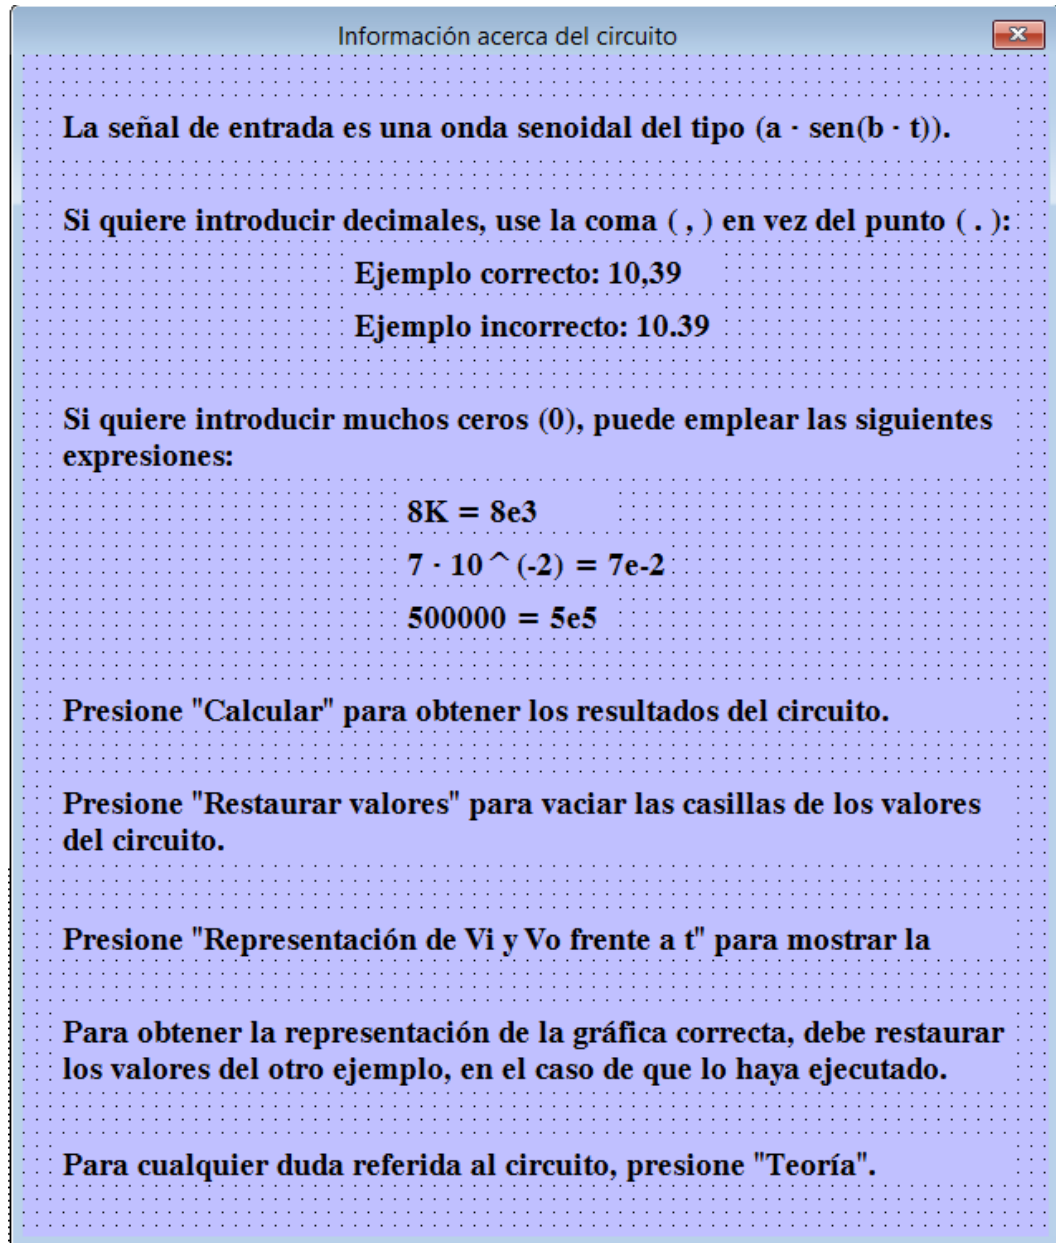 Información acerca del circuito
La señal de entrada es una onda senoidal del tipo (a · sen(b · t)).
Si quiere introducir decimales, use la coma ( , ) en vez del punto ( . ):
Ejemplo correcto: 10,39
Ejemplo incorrecto: 10.39
Si quiere introducir muchos ceros (0), puede emplear las siguientes
expresiones:
8K = 8e3
7 · 10^(-2) = 7e-2
500000 = 5e5
Presione "Calcular" para obtener los resultados del circuito.
Presione "Restaurar valores" para vaciar las casillas de los valores
del circuito.
Presione "Representación de Vi y Vo frente a t" para mostrar la
Para obtener la representación de la gráfica correcta, debe restaurar
los valores del otro ejemplo, en el caso de que lo haya ejecutado.
Para cualquier duda referida al circuito, presione "Teoría".